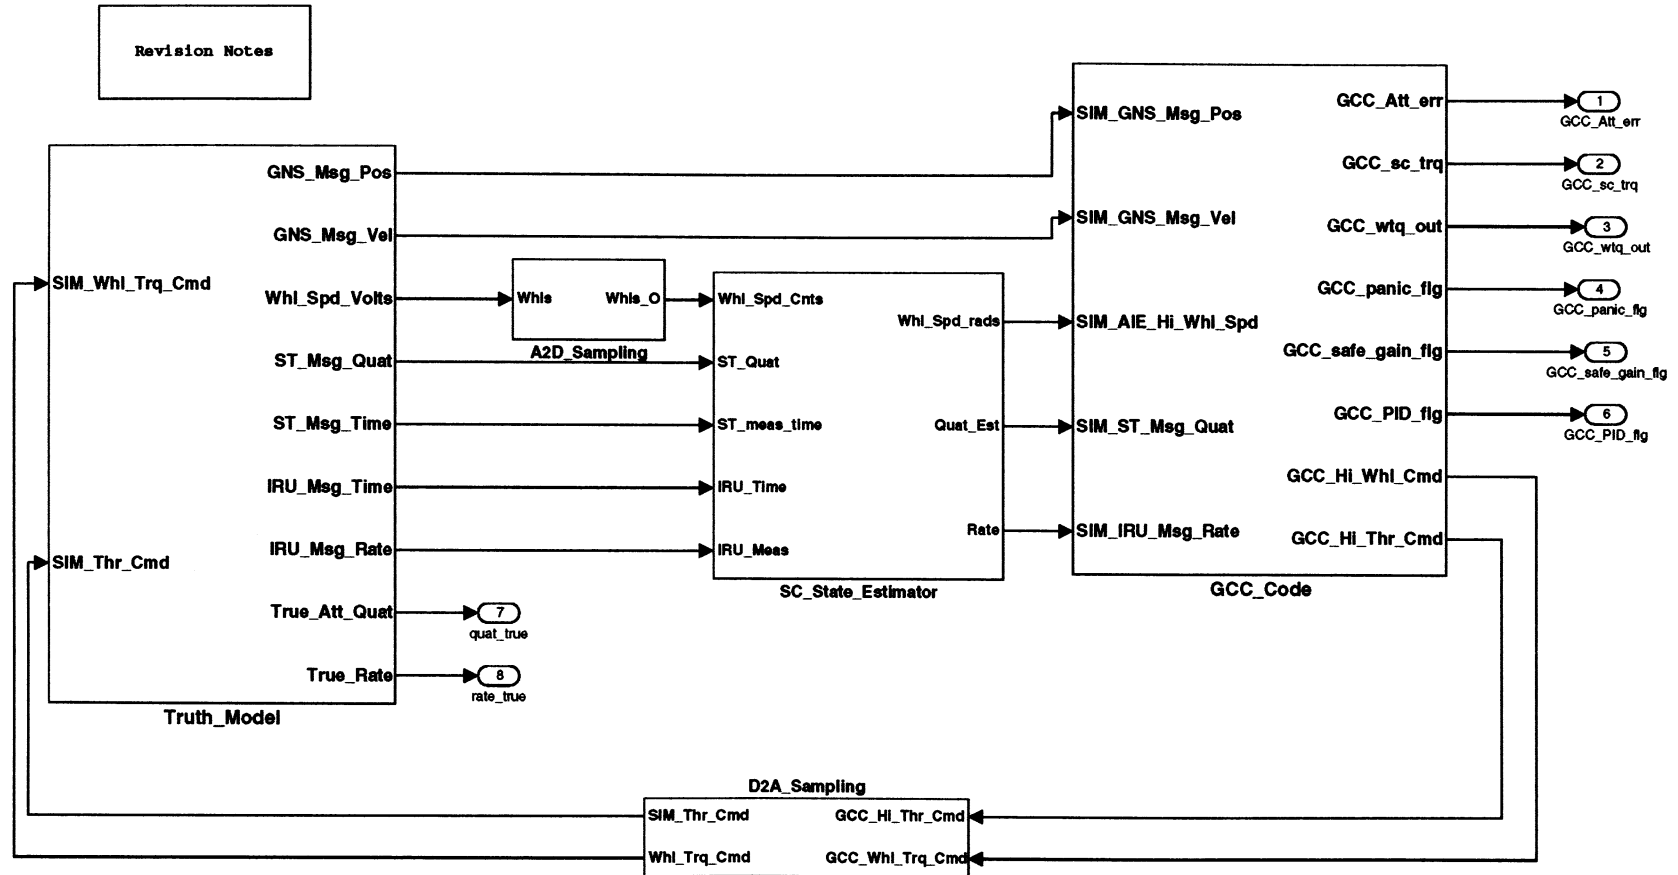 Revision Notes
Truth_Model
SIM_Whl_Trq_Cmd
SIM_Thr_Cmd
GNS_Msg_Pos
GNS_Msg_Vel
Whl_Spd_Volts
ST_Msg_Quat
ST_Msg_Time
IRU_Msg_Time
IRU_Msg_Rate
True_Att_Quat
True_Rate
7
quat_true
8
rate_true
Whls
Whls_O
A2D_Sampling
Whl_Spd_Cnts
ST_Quat
ST_meas_time
IRU_Time
IRU_Meas
Whl_Spd_rads
Quat_Est
Rate
SC_State_Estimator
SIM_GNS_Msg_Pos
SIM_GNS_Msg_Vel
SIM_AIE_Hi_Whl_Spd
SIM_ST_Msg_Quat
SIM_IRU_Msg_Rate
GCC_Att_err
GCC_sc_trq
GCC_wtq_out
GCC_panic_flg
GCC_safe_gain_flg
GCC_PID_flg
GCC_Hi_Whl_Cmd
GCC_Hi_Thr_Cmd
GCC_Code
1
GCC_Att_err
2
GCC_sc_trq
3
GCC_wtq_out
4
GCC_panic_flg
5
GCC_safe_gain_flg
6
GCC_PID_flg
D2A_Sampling
SIM_Thr_Cmd
GCC_Hi_Thr_Cmd
Whl_Trq_Cmd
GCC_Whl_Trq_Cmd